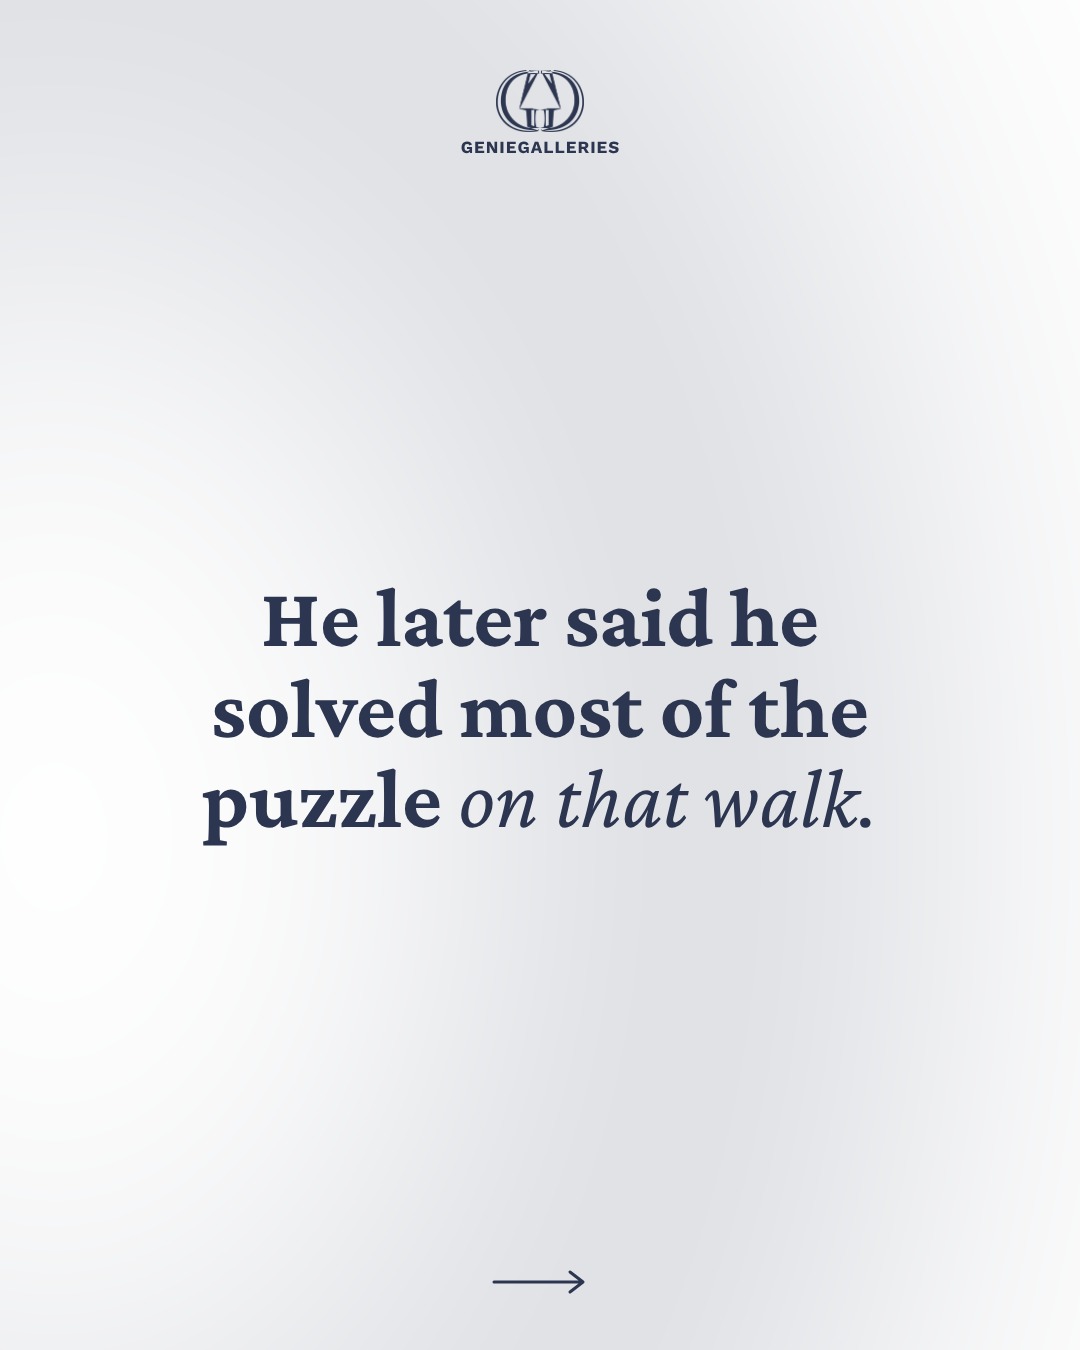 GENIEGALLERIES
He later said he
solved most of the
puzzle on that walk.